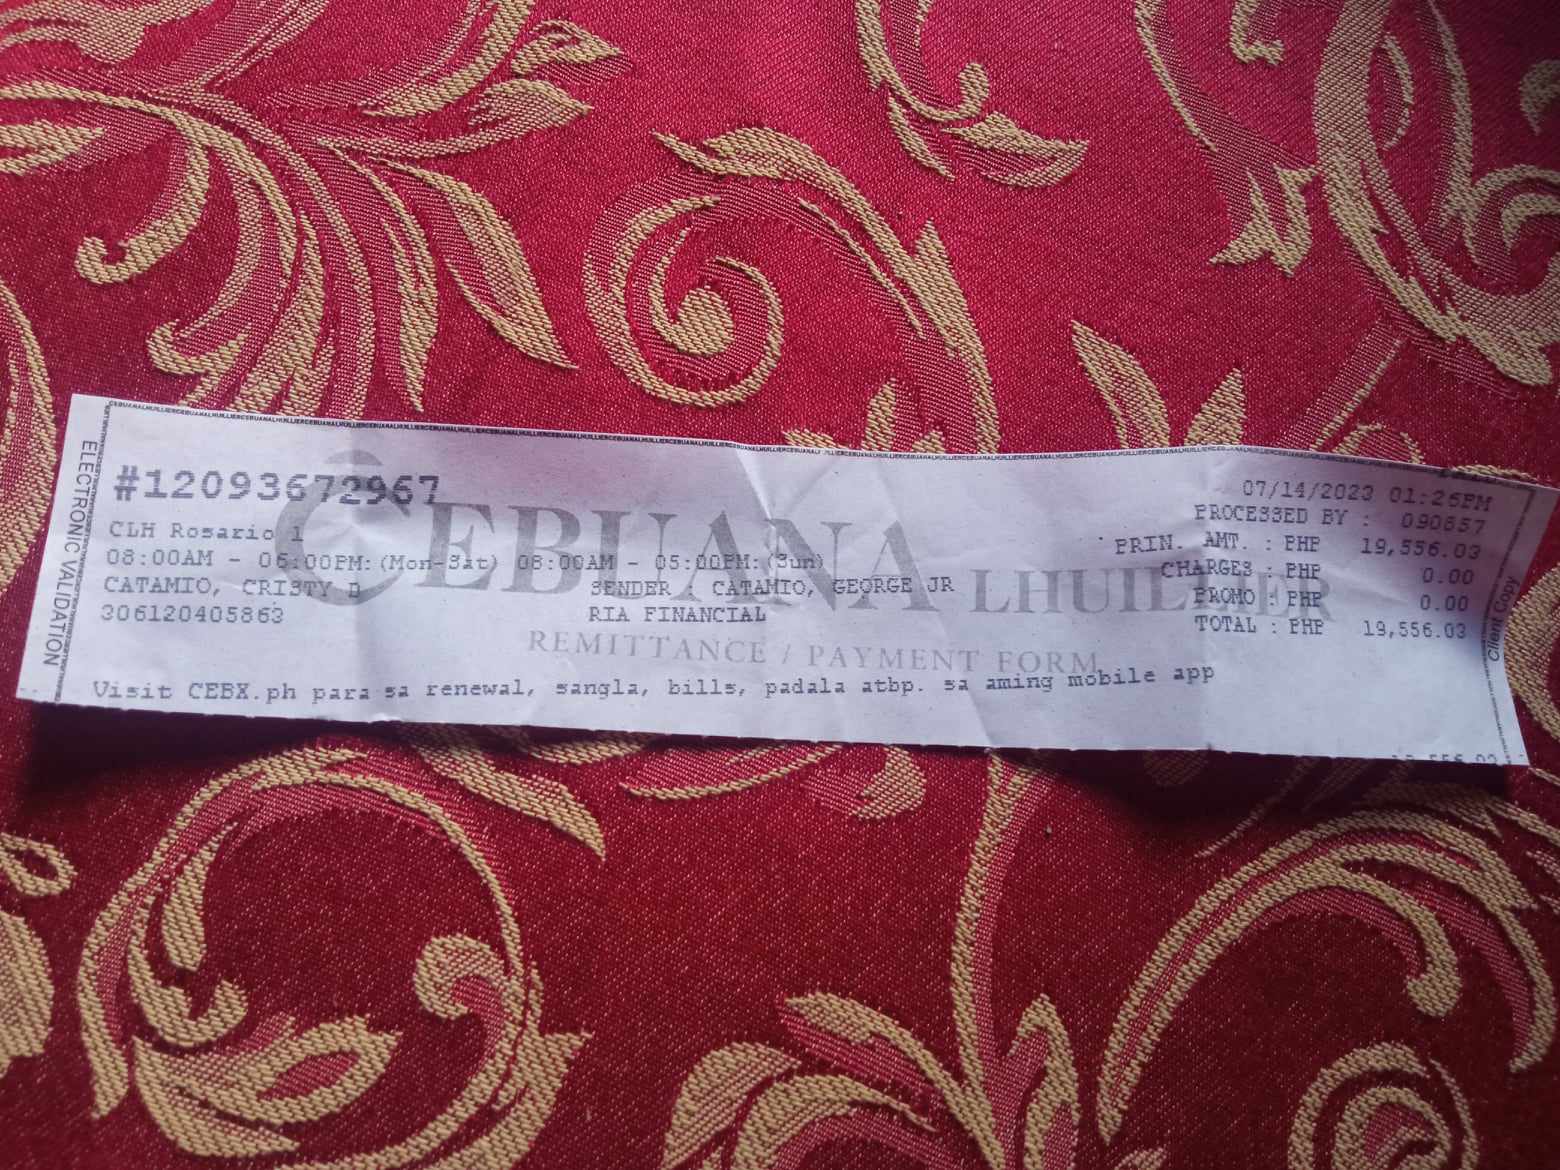 CEBUANALHUILLIERCEBUANALHUILLIERCEBUANALHUILLIERCEBUANALHUILLIERCEBUANALHUILLIER
ELECTRONIC VALIDATION
#12093672967
07/14/2023 01:26PM
PROCESSED BY : 090857
CLH Rosario 1
PRIN. AMT. : PHP 19,556.03
08:00AM - 06:00PM:(Mon-Sat) 08:00AM - 05:00PM:(Sun)
CHARGES : PHP 0.00
CATAMIO, CRISTY D SENDER : CATAMIO, GEORGE JR
PROMO : PHP 0.00
306120405863 RIA FINANCIAL
TOTAL : PHP 19,556.03
CEBUANA LHUILLIER
REMITTANCE / PAYMENT FORM
Visit CEBX.ph para sa renewal, sangla, bills, padala atbp. sa aming mobile app
Client Copy